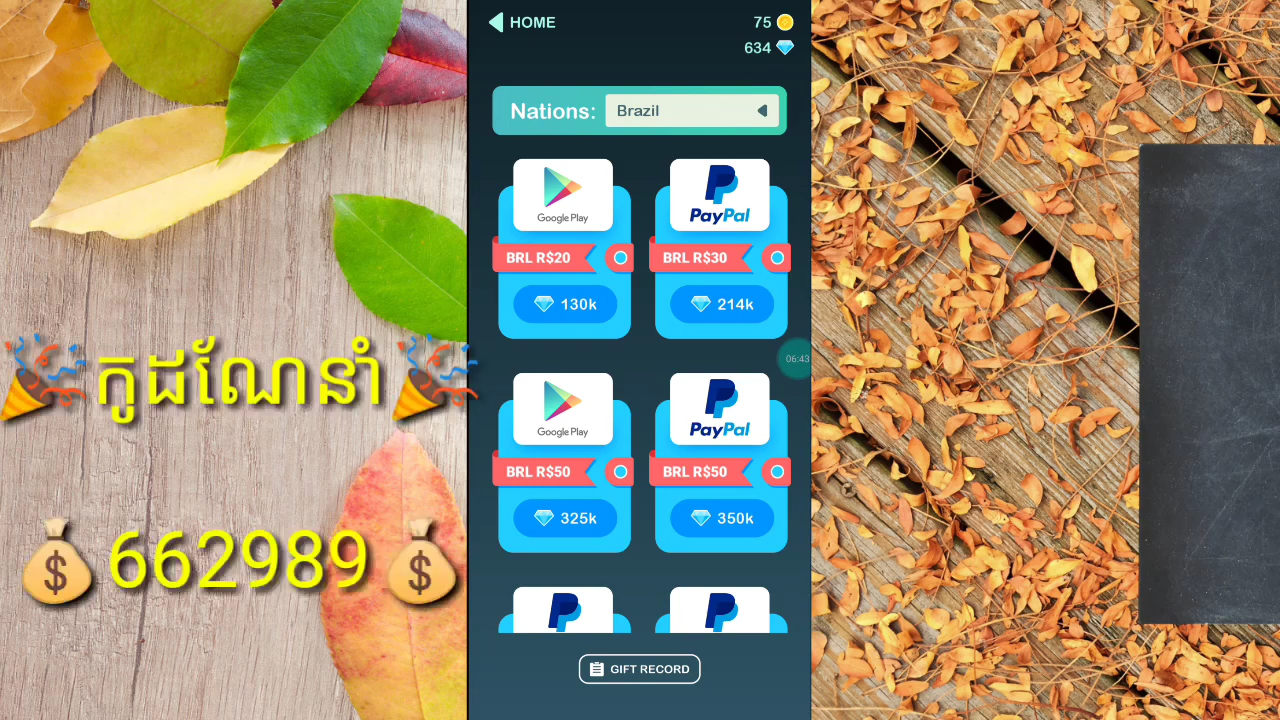 HOME
75
634
Nations:
Brazil
Google Play
PayPal
BRL R$20
BRL R$30
130k
214k
06:43
កូដណែនាំ
Google Play
PayPal
BRL R$50
BRL R$50
325k
350k
662989
GIFT RECORD